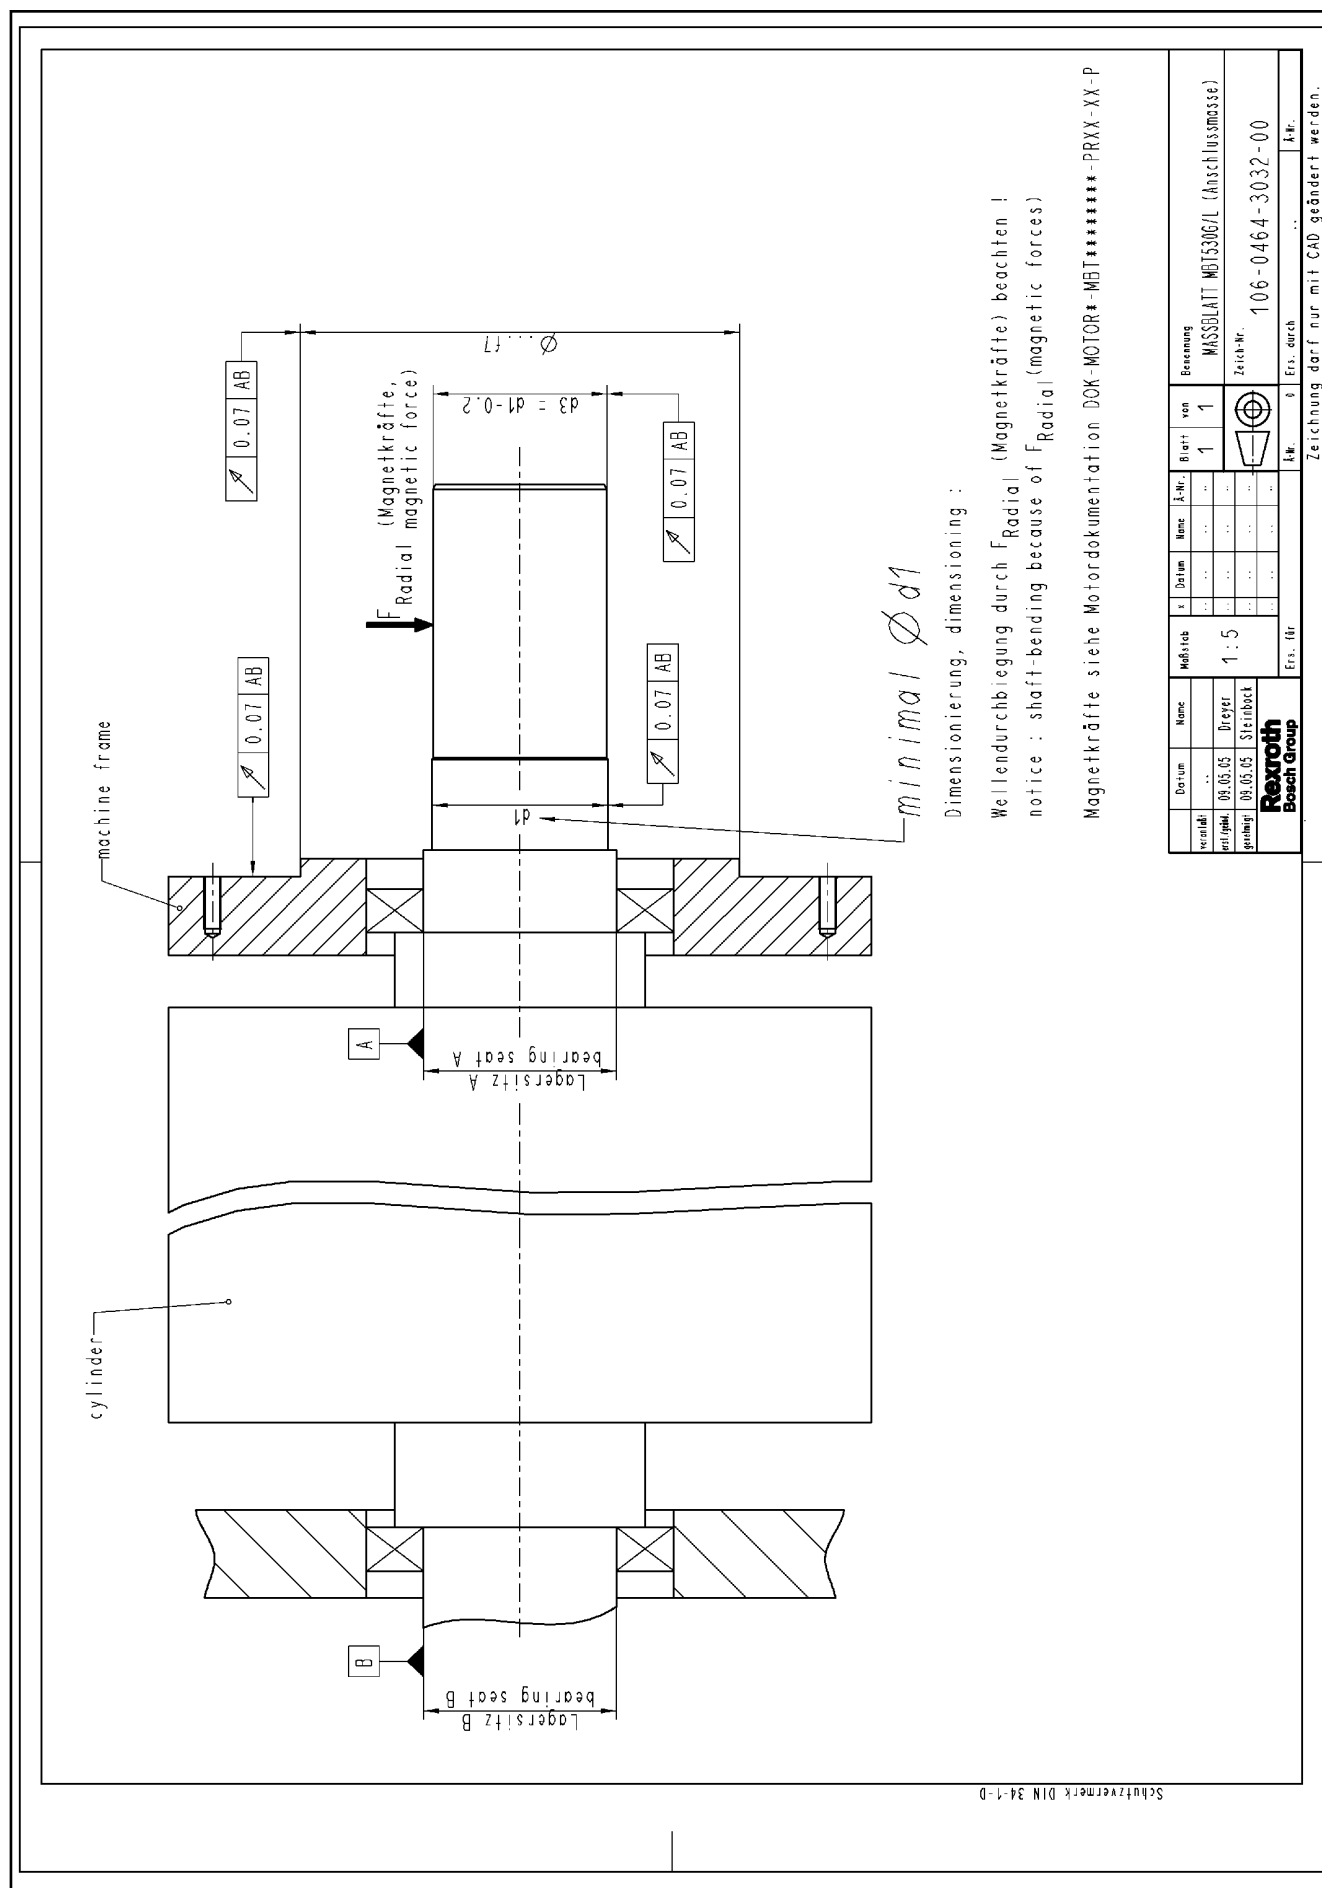 machine frame
cylinder
0.07 AB
0.07 AB
Ø...f7
F Radial (Magnetkräfte,
magnetic force)
d3 = d1-0.2
0.07 AB
0.07 AB
d1
A
Lagersitz A
bearing seat A
B
Lagersitz B
bearing seat B
minimal Ø d1
Dimensionierung, dimensioning :
Wellendurchbiegung durch F Radial (Magnetkräfte) beachten !
notice : shaft-bending because of F Radial (magnetic forces)
Magnetkräfte siehe Motordokumentation DOK-MOTOR*-MBT********-PRXX-XX-P
Datum Name Maßstab x Datum Name Ä-Nr. Blatt von Benennung
veranlaßt .. 1:5 1 1 MASSBLATT MBT530G/L (Anschlussmasse)
erst./geänd. 09.05.05 Dreyer Zeich-Nr.
genehmigt 09.05.05 Steinbock 106-0464-3032-00
Rexroth
Bosch Group
Ers. für Ä-Nr. 0 Ers. durch .. Ä-Nr.
Zeichnung darf nur mit CAD geändert werden.
Schutzvermerk DIN 34-1-D